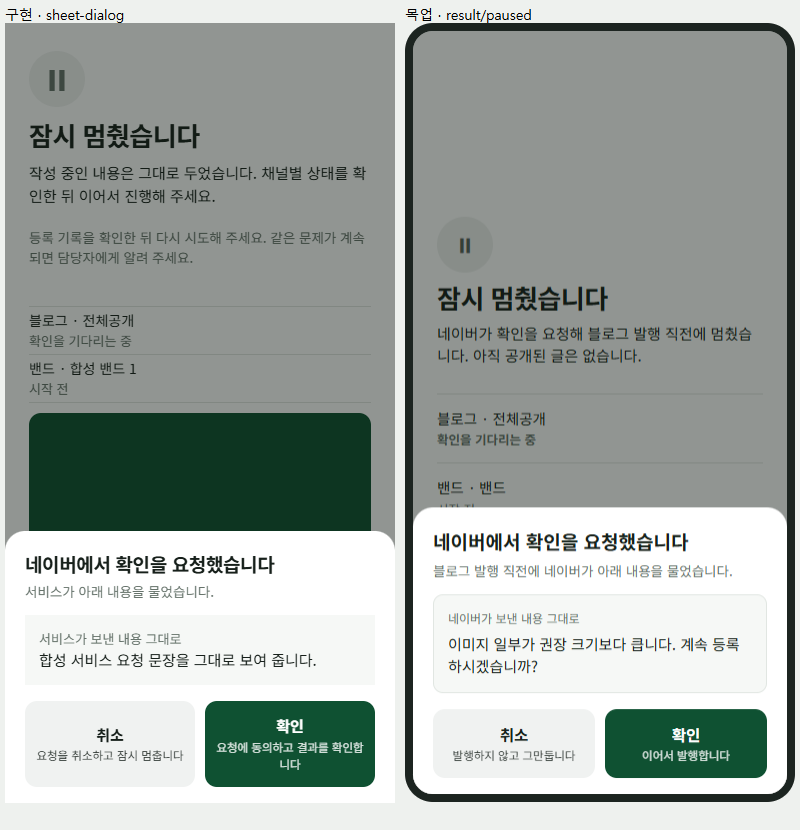 구현 · sheet-dialog
잠시 멈췄습니다
작성 중인 내용은 그대로 두었습니다. 채널별 상태를 확
인한 뒤 이어서 진행해 주세요.
등록 기록을 확인한 뒤 다시 시도해 주세요. 같은 문제가 계속
되면 담당자에게 알려 주세요.
블로그 · 전체공개
확인을 기다리는 중
밴드 · 합성 밴드 1
시작 전
네이버에서 확인을 요청했습니다
서비스가 아래 내용을 물었습니다.
서비스가 보낸 내용 그대로
합성 서비스 요청 문장을 그대로 보여 줍니다.
취소
요청을 취소하고 잠시 멈춥니다
확인
요청에 동의하고 결과를 확인합
니다
목업 · result/paused
잠시 멈췄습니다
네이버가 확인을 요청해 블로그 발행 직전에 멈췄습
니다. 아직 공개된 글은 없습니다.
블로그 · 전체공개
확인을 기다리는 중
밴드 · 밴드
네이버에서 확인을 요청했습니다
블로그 발행 직전에 네이버가 아래 내용을 물었습니다.
네이버가 보낸 내용 그대로
이미지 일부가 권장 크기보다 큽니다. 계속 등록
하시겠습니까?
취소
발행하지 않고 그만둡니다
확인
이어서 발행합니다